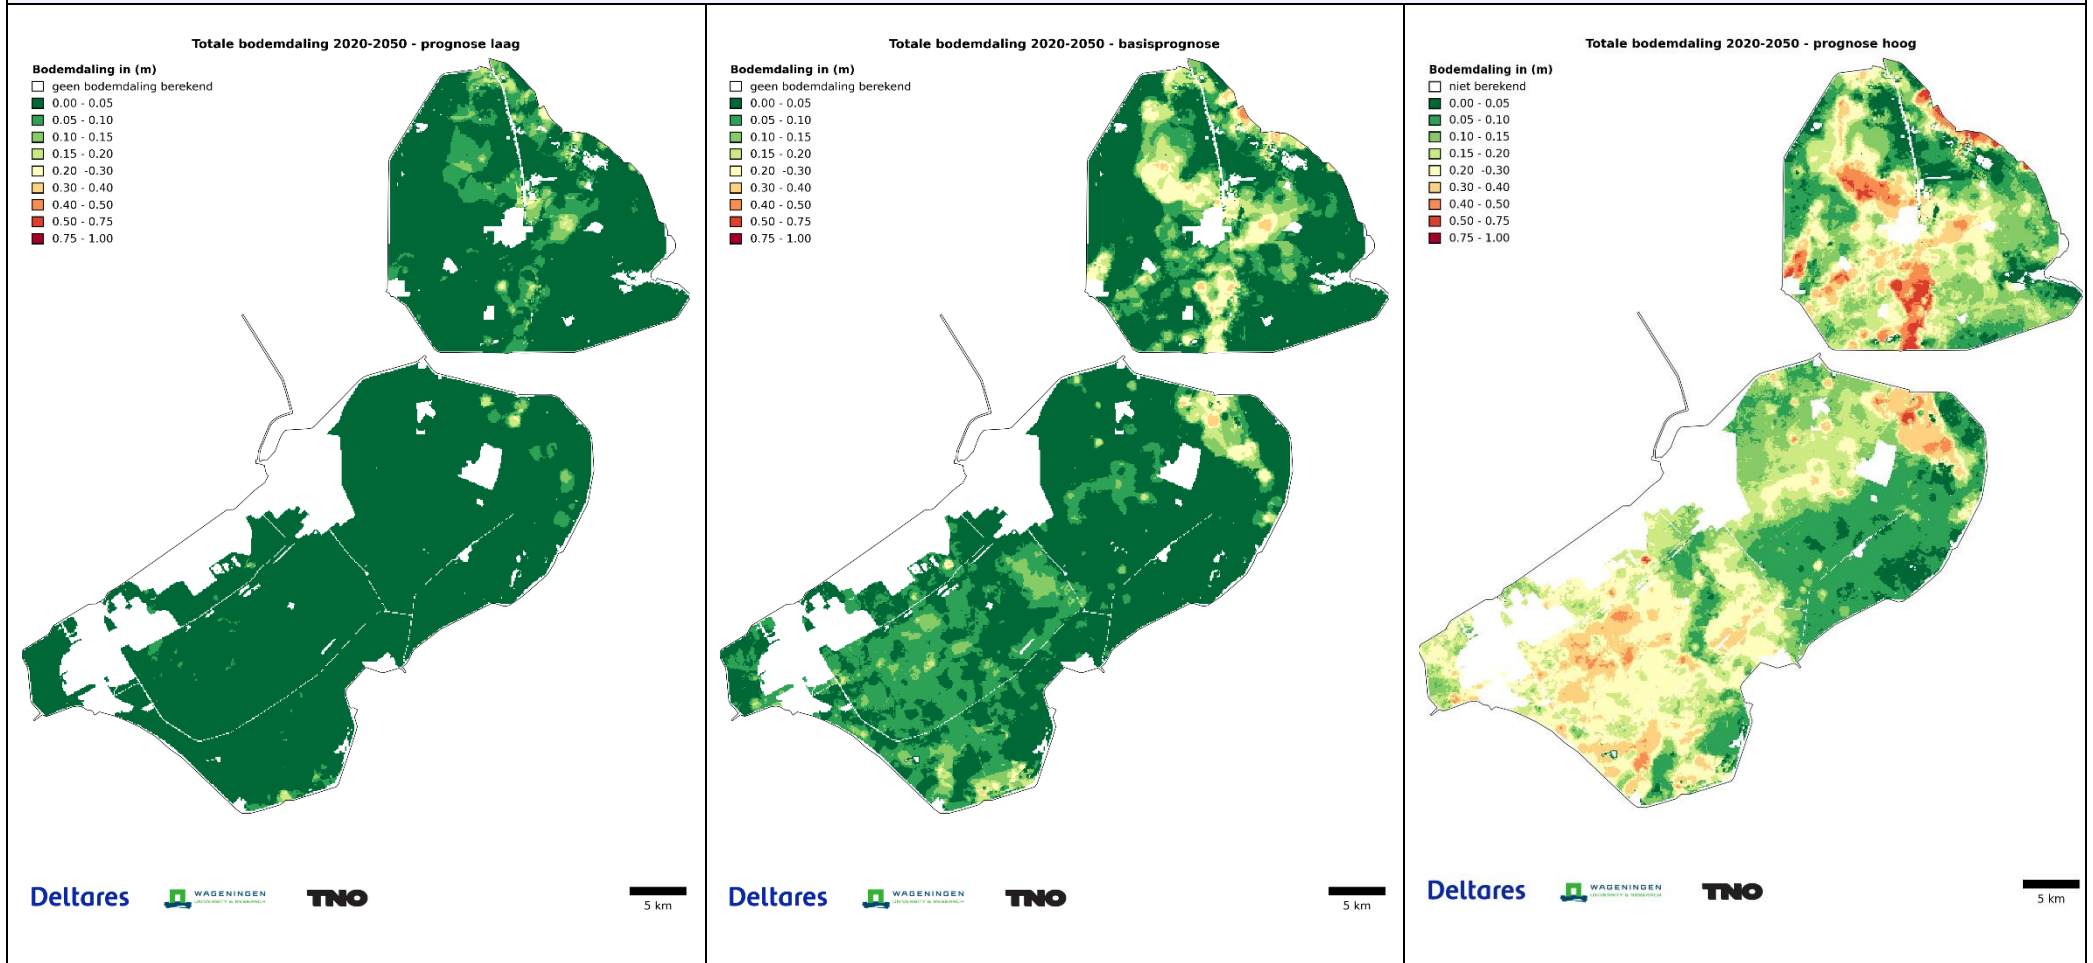 Totale bodemdaling 2020-2050 - prognose laag
Bodemdaling in (m)
geen bodemdaling berekend
0.00 - 0.05
0.05 - 0.10
0.10 - 0.15
0.15 - 0.20
0.20 -0.30
0.30 - 0.40
0.40 - 0.50
0.50 - 0.75
0.75 - 1.00
Deltares
WAGENINGEN
UNIVERSITY & RESEARCH
TNO
5 km
Totale bodemdaling 2020-2050 - basisprognose
Bodemdaling in (m)
geen bodemdaling berekend
0.00 - 0.05
0.05 - 0.10
0.10 - 0.15
0.15 - 0.20
0.20 -0.30
0.30 - 0.40
0.40 - 0.50
0.50 - 0.75
0.75 - 1.00
Deltares
WAGENINGEN
UNIVERSITY & RESEARCH
TNO
5 km
Totale bodemdaling 2020-2050 - prognose hoog
Bodemdaling in (m)
niet berekend
0.00 - 0.05
0.05 - 0.10
0.10 - 0.15
0.15 - 0.20
0.20 -0.30
0.30 - 0.40
0.40 - 0.50
0.50 - 0.75
0.75 - 1.00
Deltares
WAGENINGEN
UNIVERSITY & RESEARCH
TNO
5 km